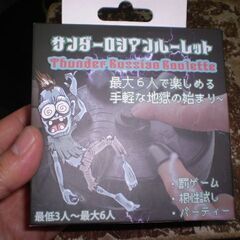 サンダーロシアンルーレット
Thunder Russian Roulette
最大6人で楽しめる
手軽な地獄の始まり~
・罰ゲーム
・根性試し
・パーティー
最低3人~最大6人